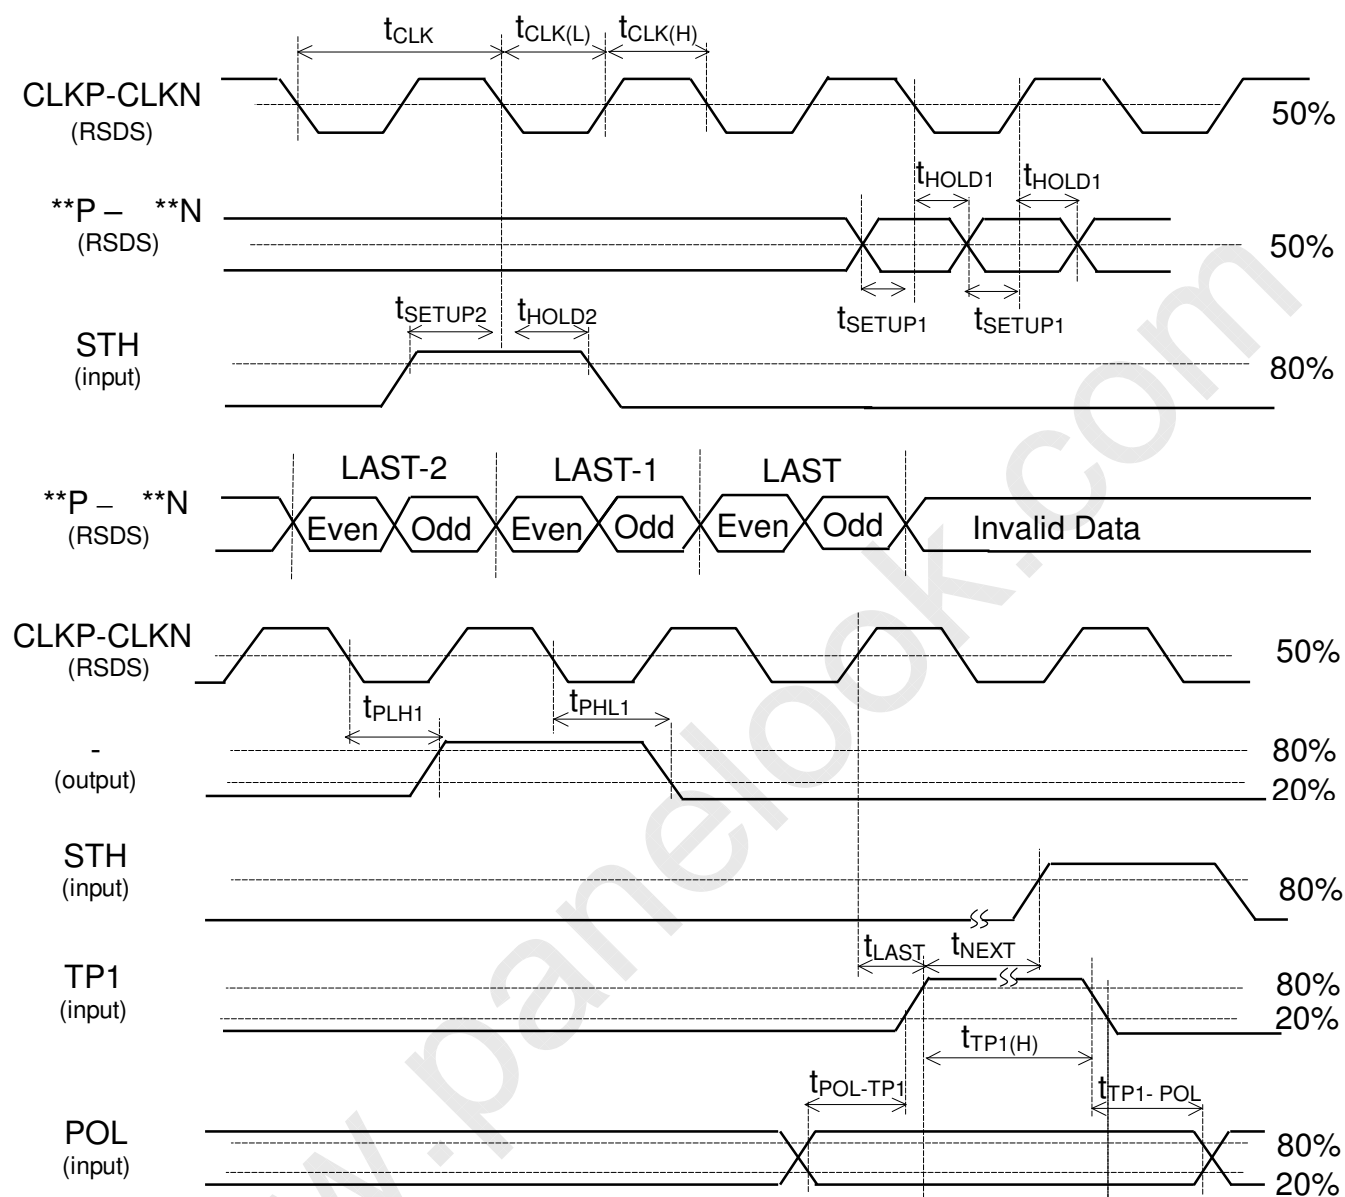 tCLK tCLK(L) tCLK(H)
CLKP-CLKN
(RSDS)
50%
tHOLD1 tHOLD1
**P – **N
(RSDS)
50%
tSETUP1 tSETUP1
tSETUP2 tHOLD2
STH
(input)
80%
LAST-2 LAST-1 LAST
**P – **N
(RSDS)
Even Odd Even Odd Even Odd Invalid Data
CLKP-CLKN
(RSDS)
50%
tPLH1 tPHL1
-
(output)
80%
20%
STH
(input)
80%
tLAST tNEXT
TP1
(input)
80%
20%
tTP1(H)
tPOL-TP1 tTP1- POL
POL
(input)
80%
20%
w.panelook.com